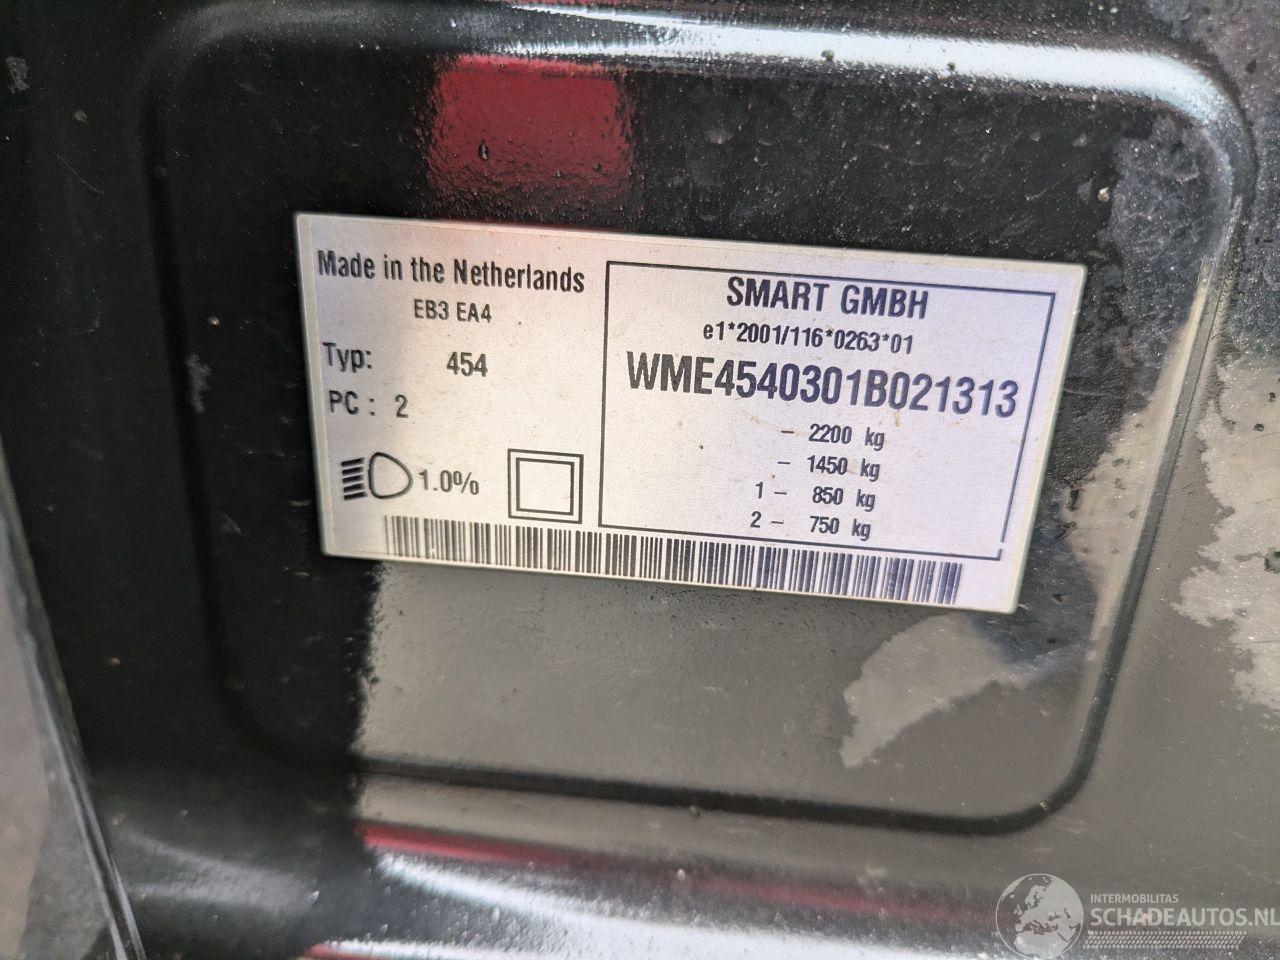 Made in the Netherlands
EB3 EA4
Typ: 454
PC : 2
1.0%
SMART GMBH
e1*2001/116*0263*01
WME4540301B021313
– 2200 kg
– 1450 kg
1 – 850 kg
2 – 750 kg
INTERMOBILITAS
SCHADEAUTOS.NL